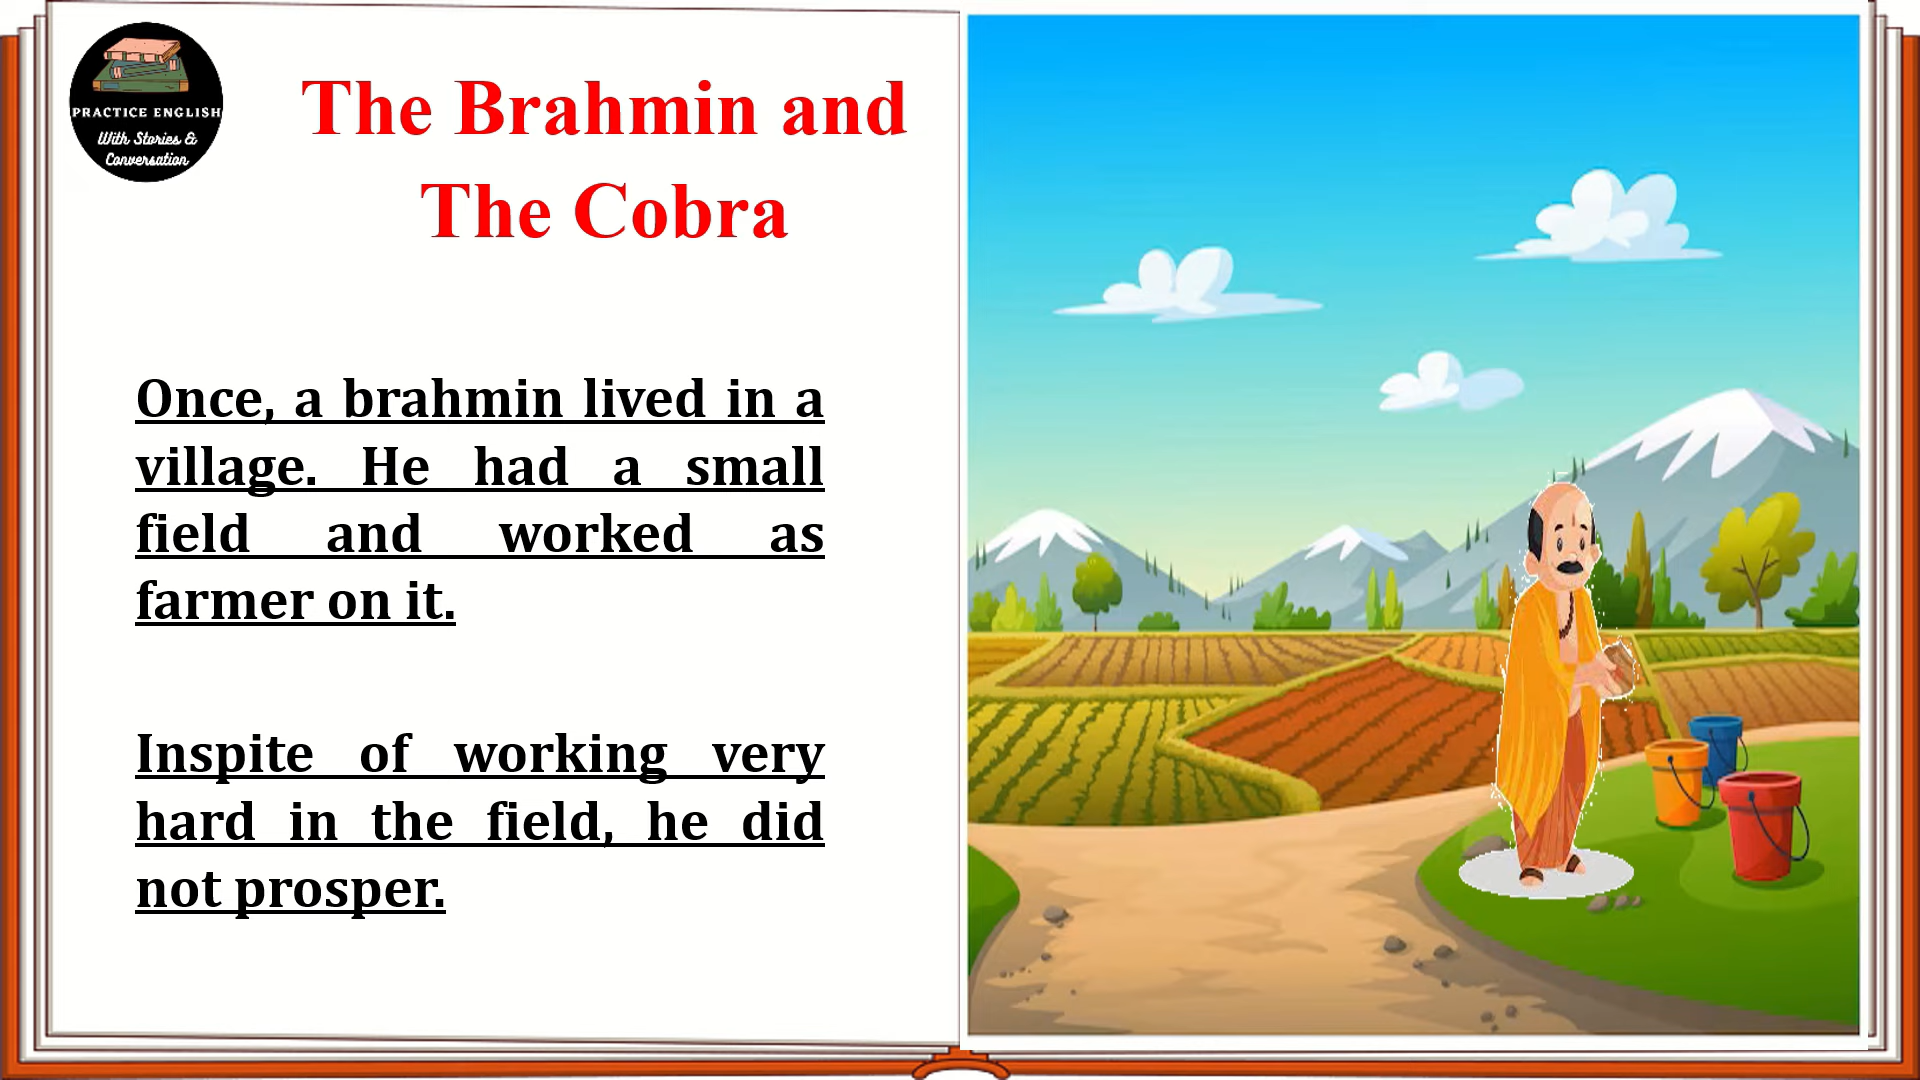 PRACTICE ENGLISH
With Stories &
Conversation
The Brahmin and
The Cobra
Once, a brahmin lived in a
village. He had a small
field and worked as
farmer on it.
Inspite of working very
hard in the field, he did
not prosper.